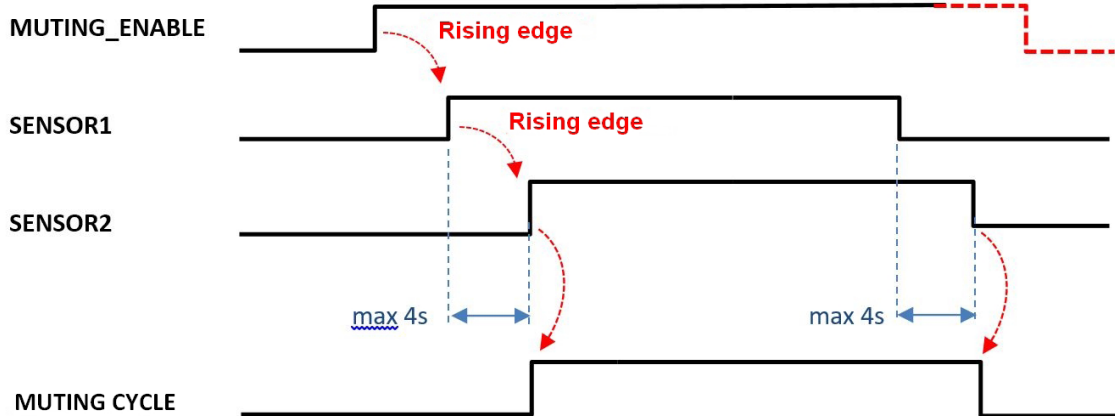 MUTING_ENABLE
Rising edge
SENSOR1
Rising edge
SENSOR2
max 4s
max 4s
MUTING CYCLE